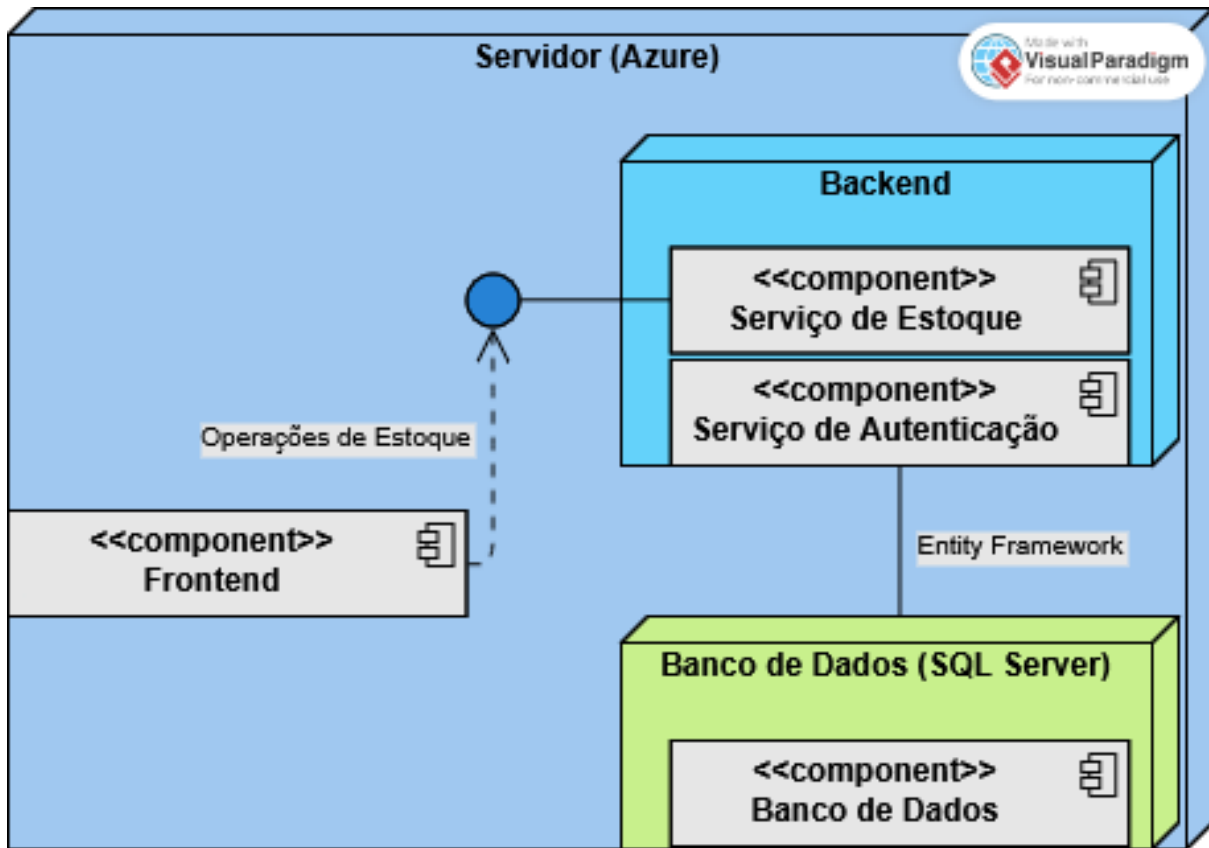 Servidor (Azure)
Made with
Visual Paradigm
For non-commercial use
Backend
<<component>>
Serviço de Estoque
<<component>>
Serviço de Autenticação
Operações de Estoque
<<component>>
Frontend
Entity Framework
Banco de Dados (SQL Server)
<<component>>
Banco de Dados